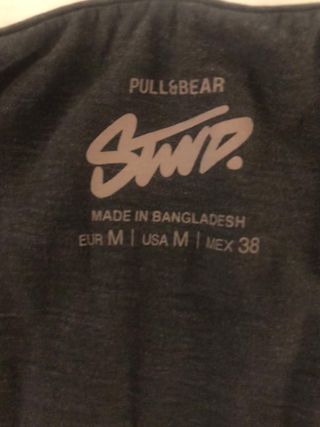 PULL&BEAR
STWD.
MADE IN BANGLADESH
EUR M | USA M | MEX 38